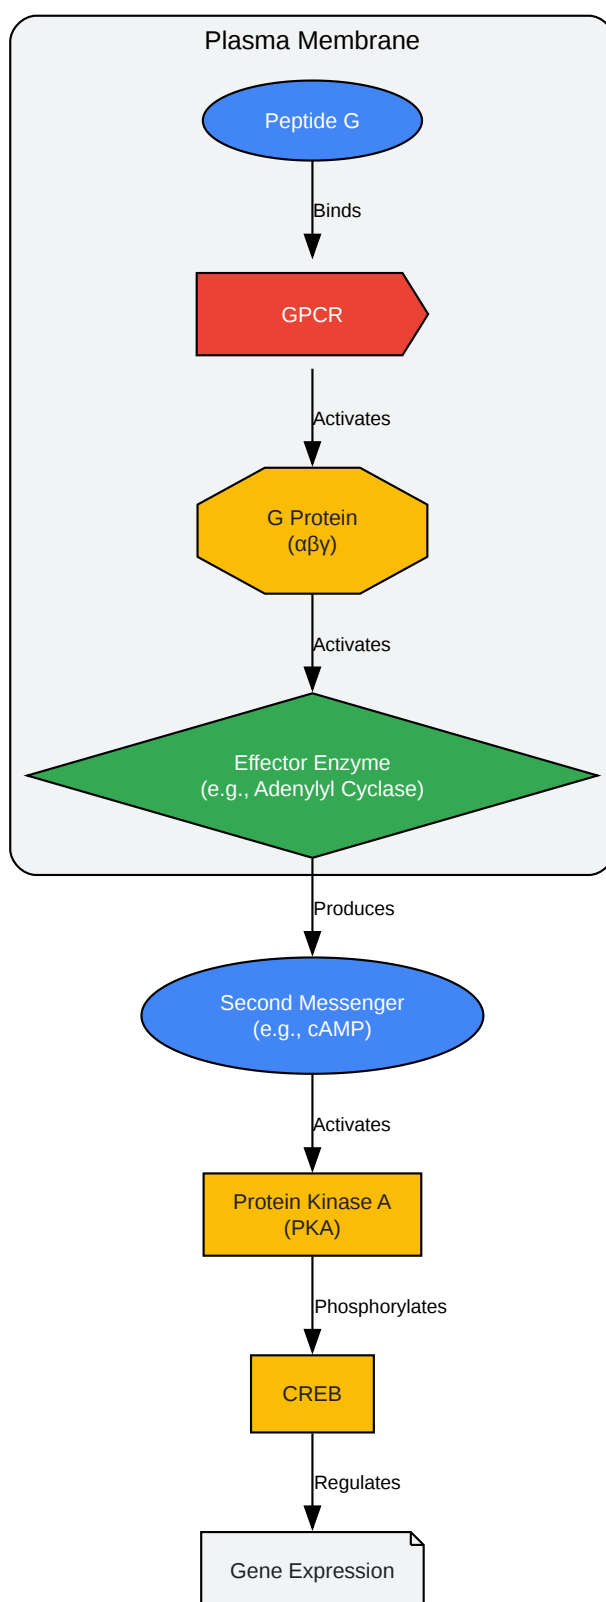 Plasma Membrane
Peptide G
Binds
GPCR
Activates
G Protein
(αβγ)
Activates
Effector Enzyme
(e.g., Adenylyl Cyclase)
Produces
Second Messenger
(e.g., cAMP)
Activates
Protein Kinase A
(PKA)
Phosphorylates
CREB
Regulates
Gene Expression